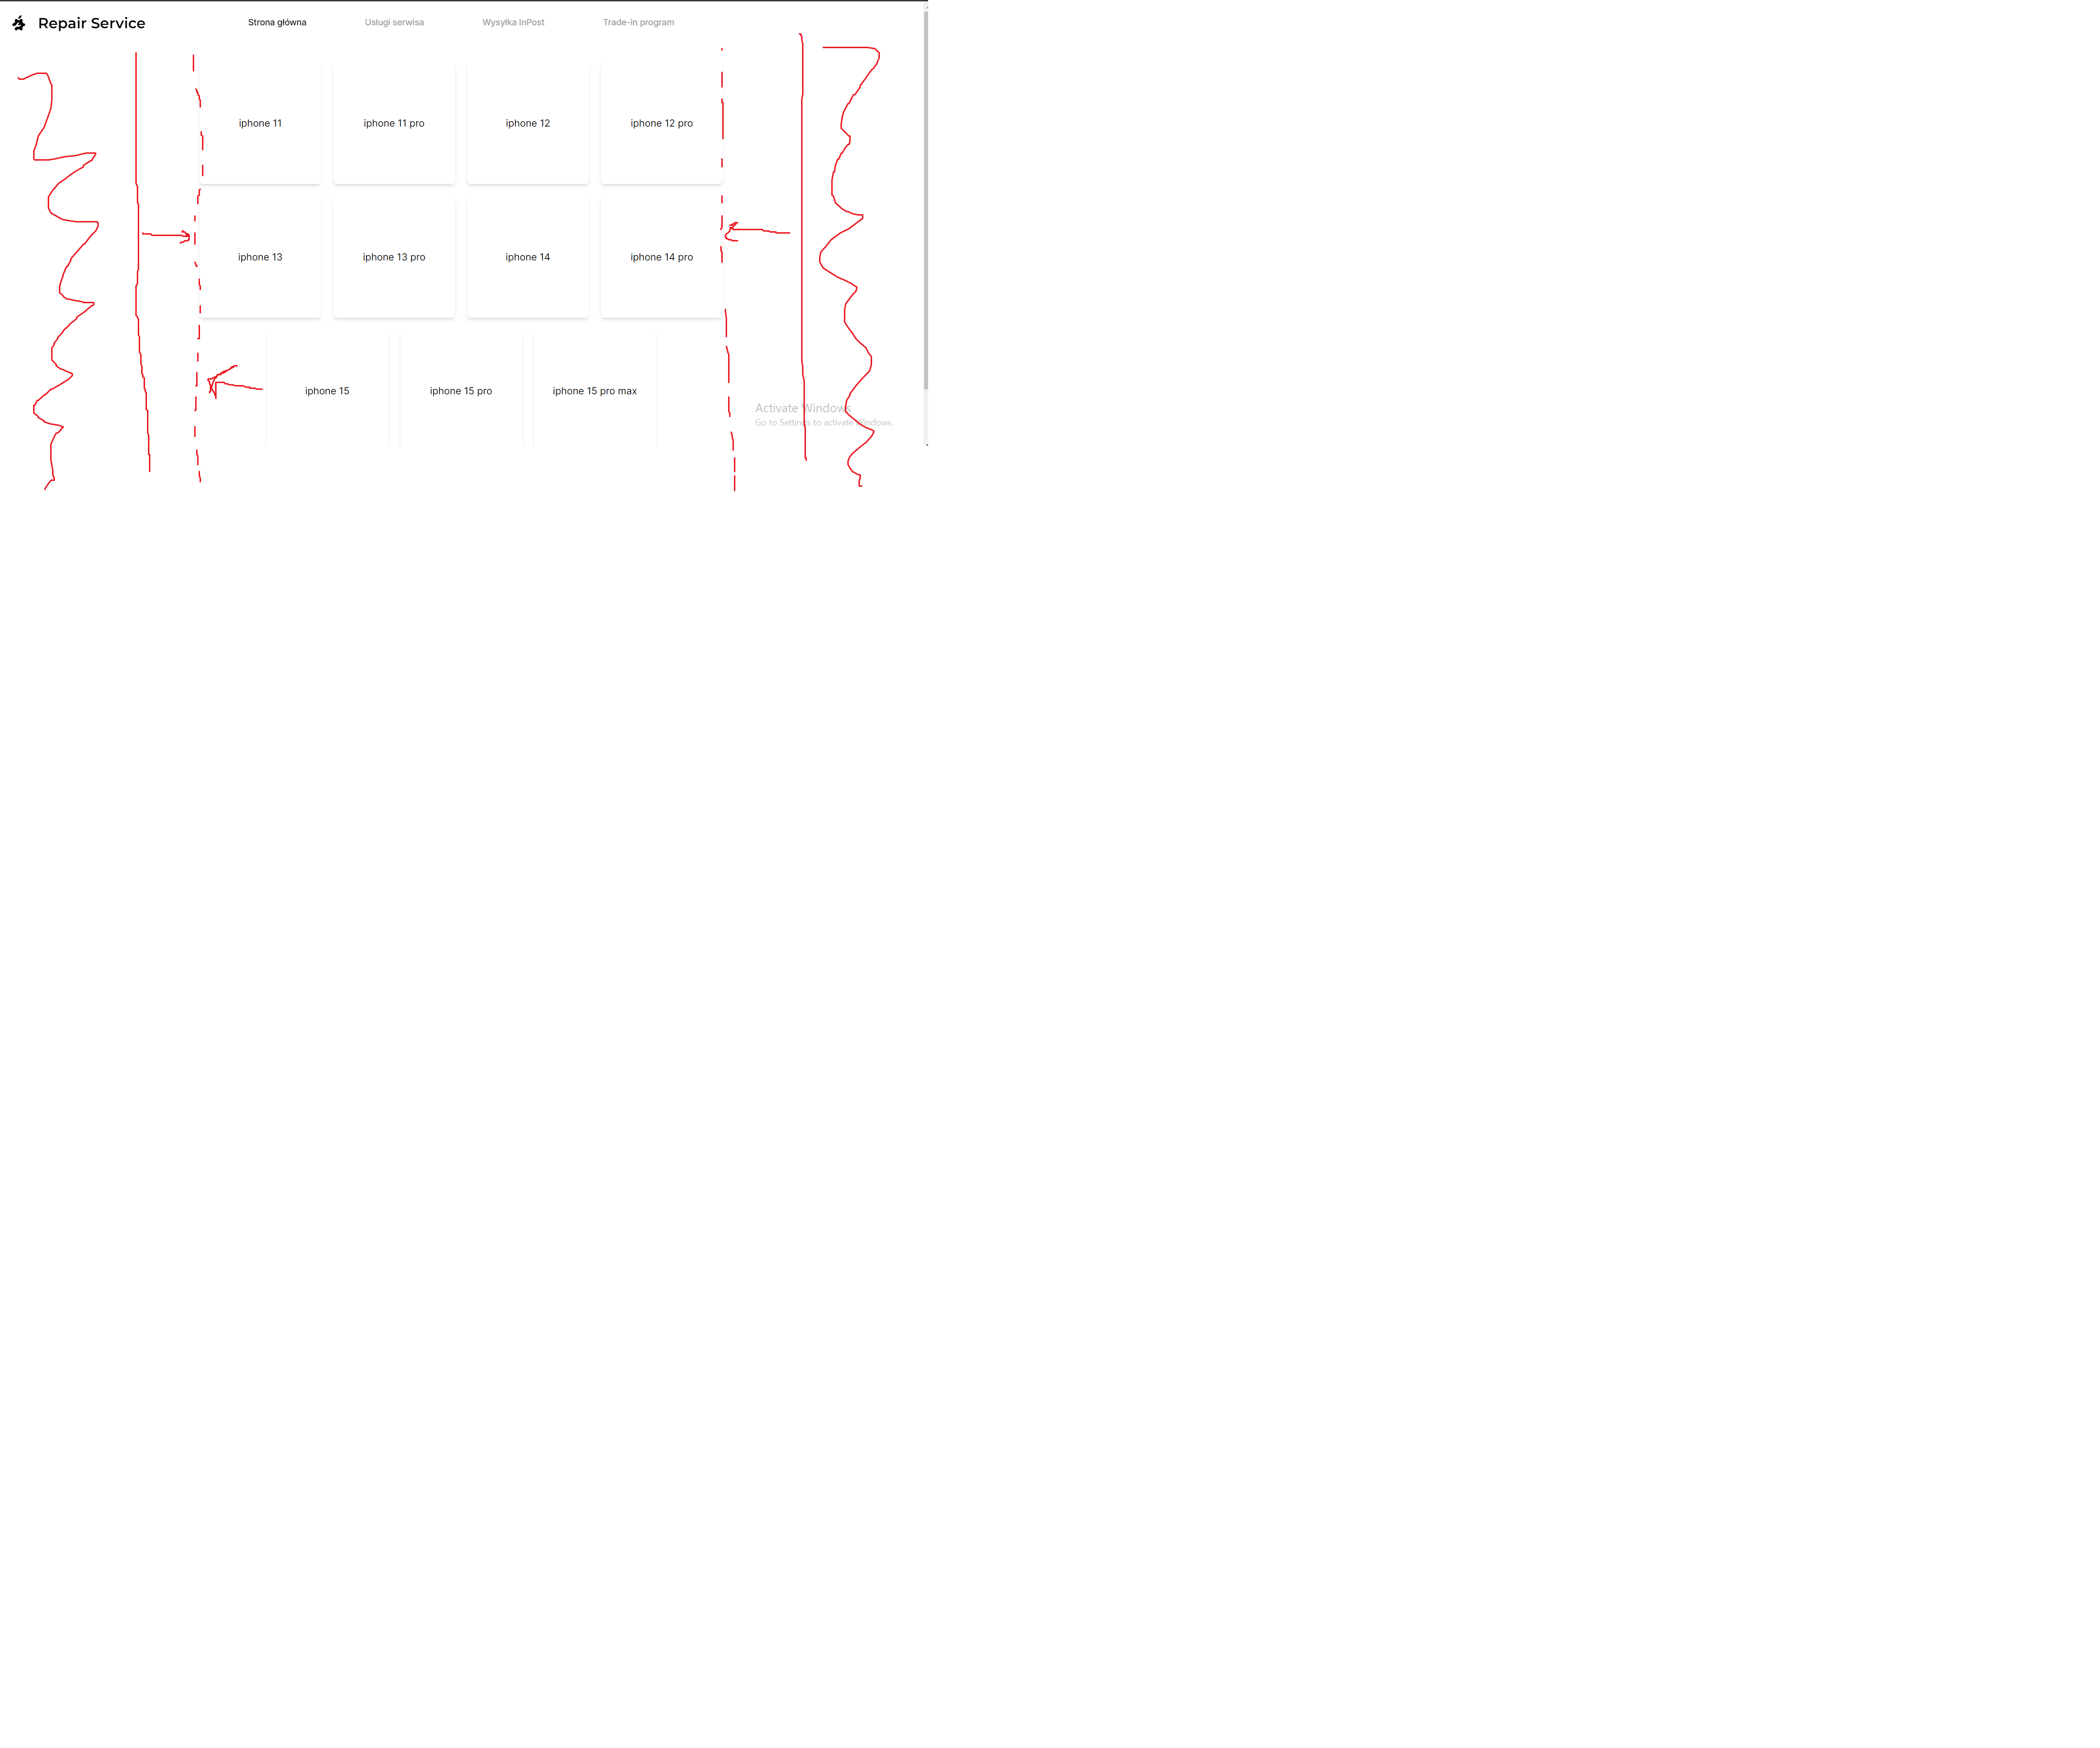 Repair Service
Strona główna
Usługi serwisa
Wysyłka InPost
Trade-in program
iphone 11
iphone 11 pro
iphone 12
iphone 12 pro
iphone 13
iphone 13 pro
iphone 14
iphone 14 pro
iphone 15
iphone 15 pro
iphone 15 pro max
Activate Windows
Go to Settings to activate Windows.